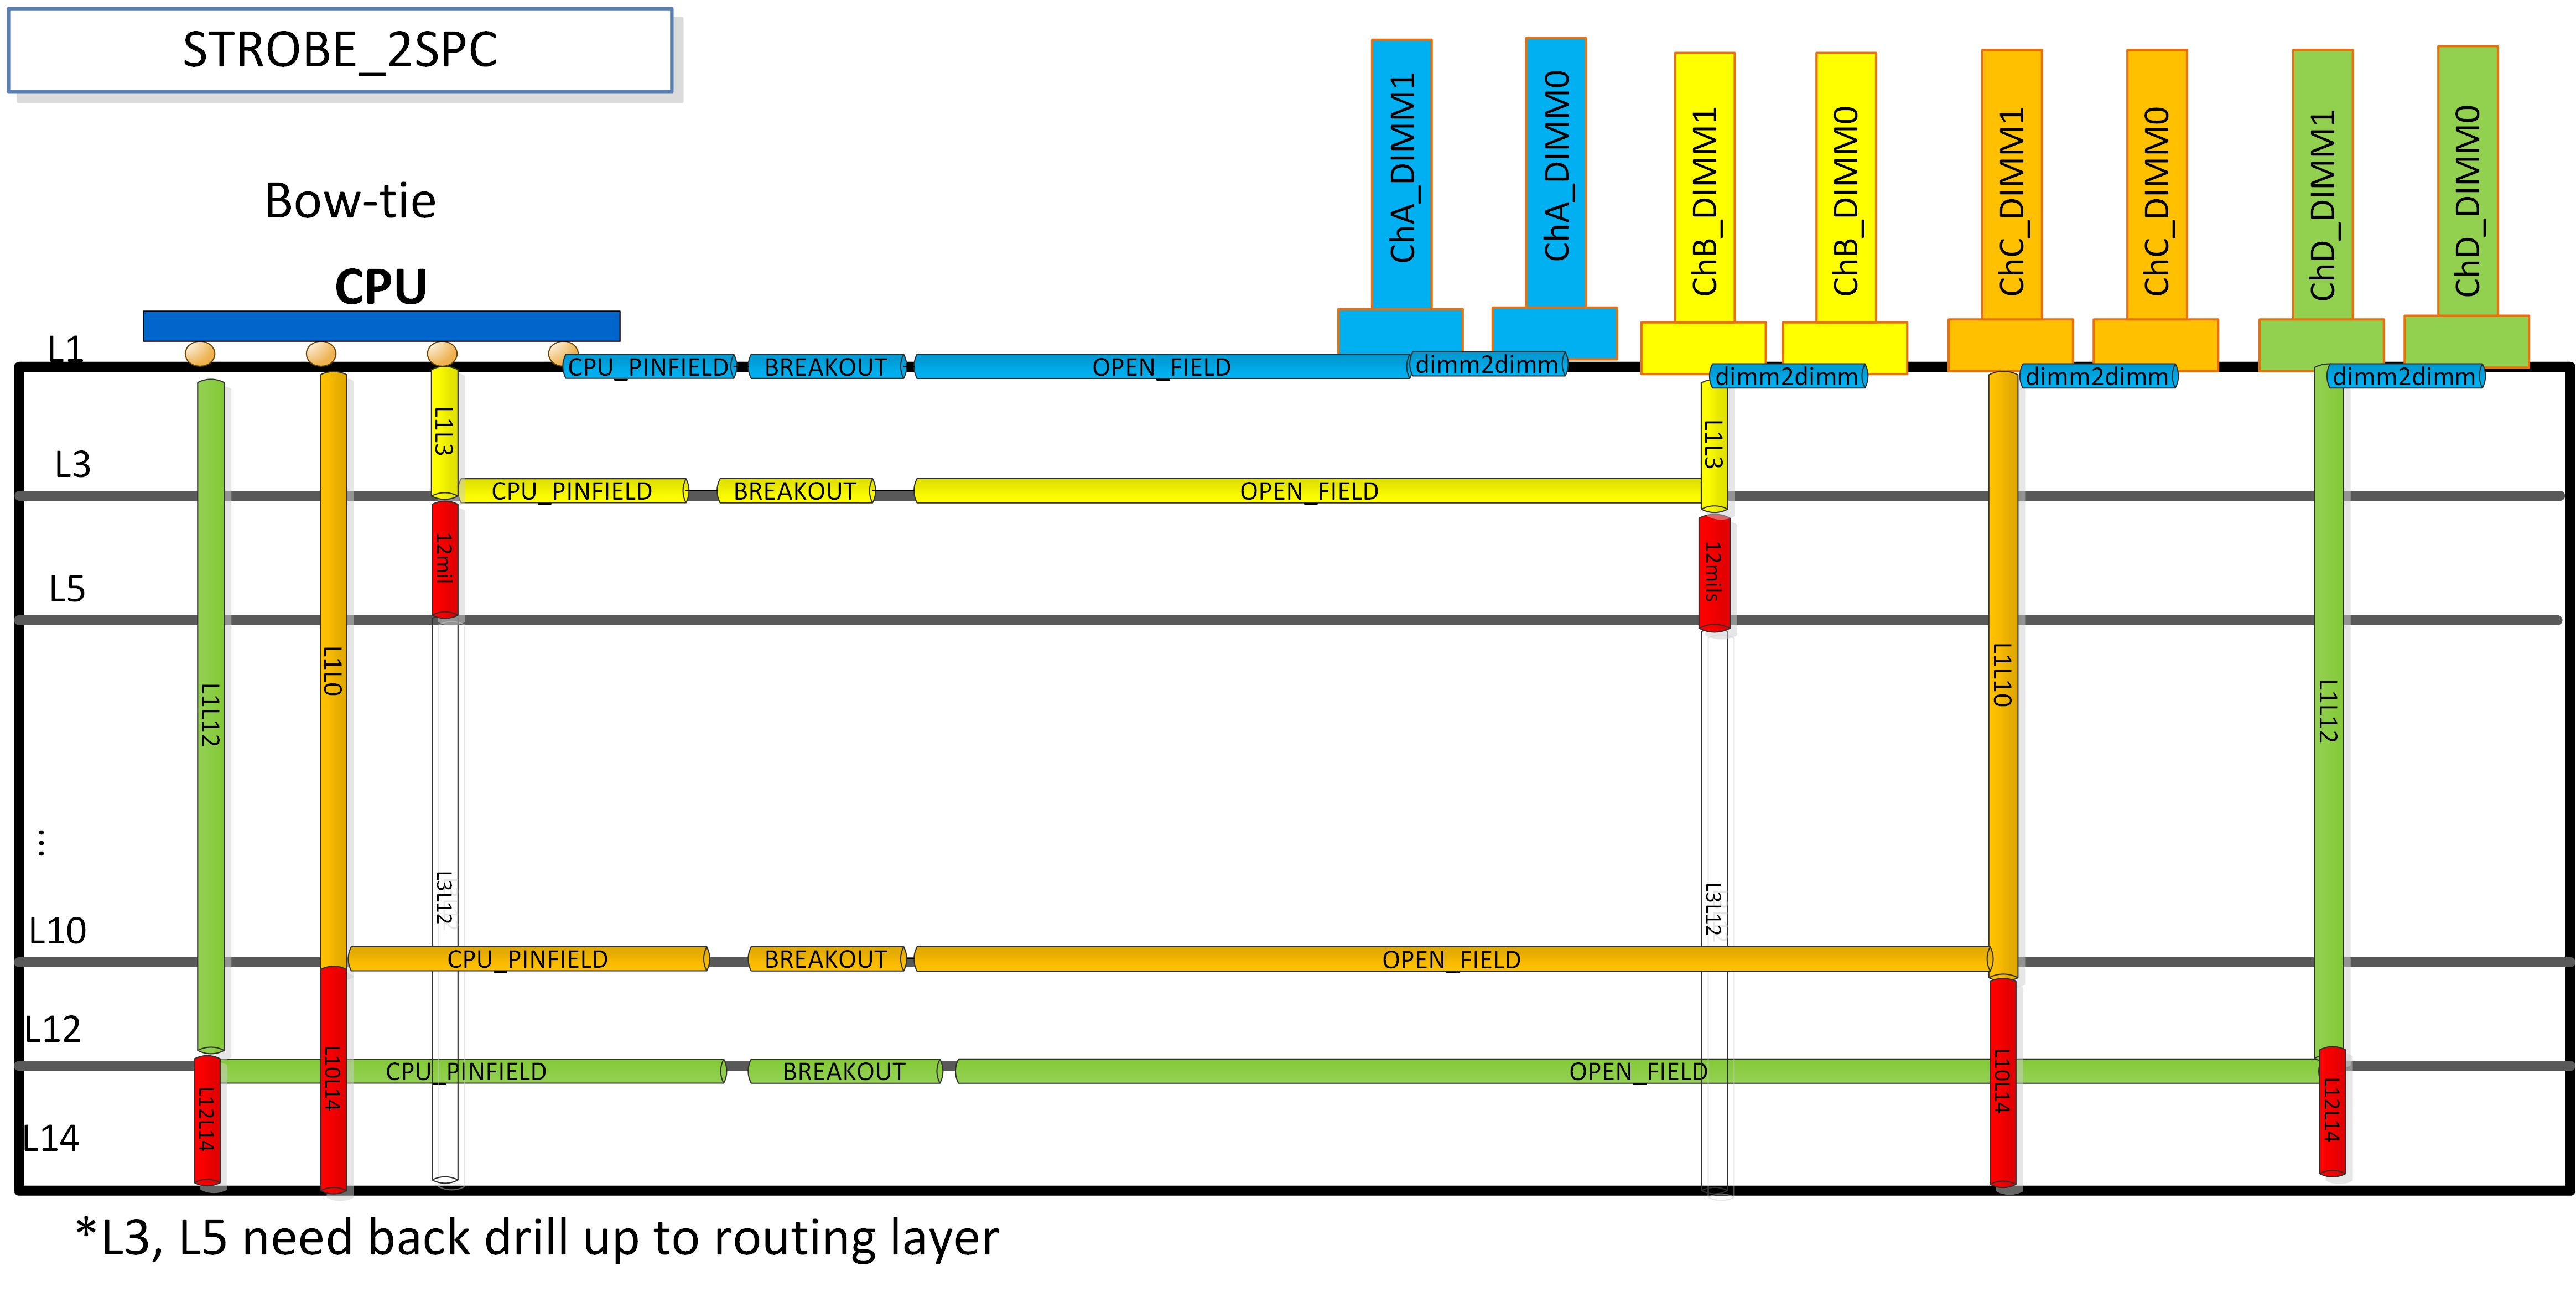 STROBE_2SPC
Bow-tie
CPU
ChA_DIMM1
ChA_DIMM0
ChB_DIMM1
ChB_DIMM0
ChC_DIMM1
ChC_DIMM0
ChD_DIMM1
ChD_DIMM0
L1
CPU_PINFIELD
BREAKOUT
OPEN_FIELD
dimm2dimm
dimm2dimm
dimm2dimm
dimm2dimm
L1L3
L1L3
L3
CPU_PINFIELD
BREAKOUT
OPEN_FIELD
12mil
12mils
L5
L1L12
L1L0
L1L10
L1L12
...
L3L12
L3L12
L10
CPU_PINFIELD
BREAKOUT
OPEN_FIELD
L12
CPU_PINFIELD
BREAKOUT
OPEN_FIELD
L12L14
L10L14
L10L14
L12L14
L14
*L3, L5 need back drill up to routing layer